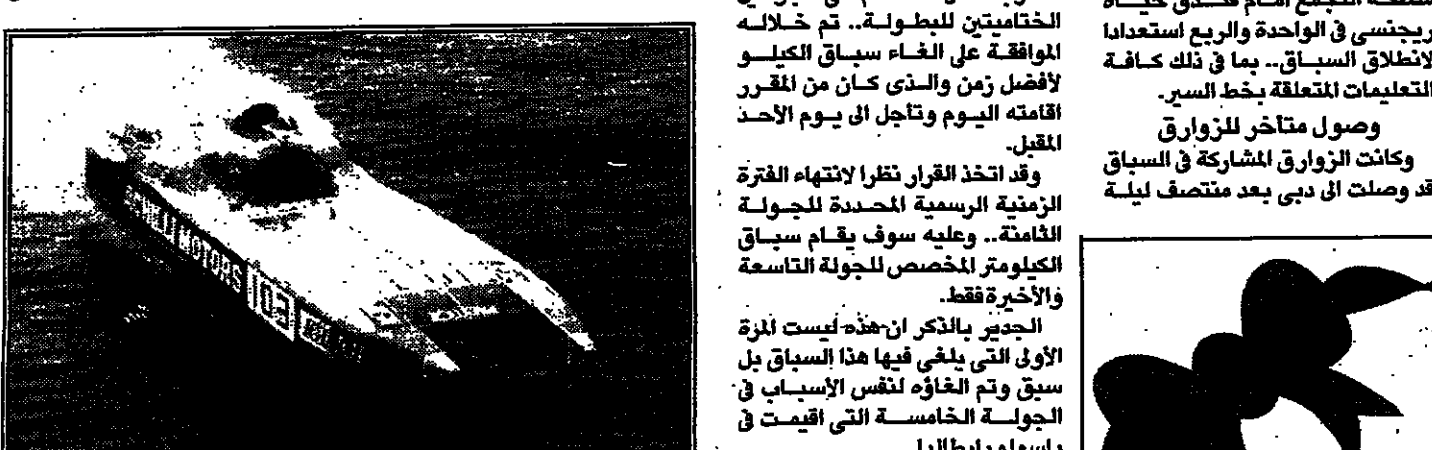 ريجنسى فى الواحدة والربع استعدادا
لانطلاق السباق.. بما فى ذلك كافة
التعليمات المتعلقة بخط السير.
وصول متأخر للزوارق
وكانت الزوارق المشاركة فى السباق
قد وصلت الى دبى بعد منتصف ليلة
الختاميتين للبطولة.. تم خلاله
الموافقة على الغاء سباق الكيلو
لأفضل زمن والذى كان من المقرر
اقامته اليوم وتأجل الى يوم الأحد
المقبل.
وقد اتخذ القرار نظرا لانتهاء الفترة
الزمنية الرسمية المحددة للجولة
الثامنة.. وعليه سوف يقام سباق
الكيلومتر المخصص للجولة التاسعة
والأخيرة فقط.
الجدير بالذكر ان هذه ليست المرة
الأولى التى يلغى فيها هذا السباق بل
سبق وتم الغاؤه لنفس الأسباب فى
الجولة الخامسة التى اقيمت فى
103